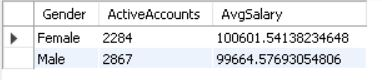 Gender ActiveAccounts AvgSalary
Female 2284 100601.54138234648
Male 2867 99664.57693054806